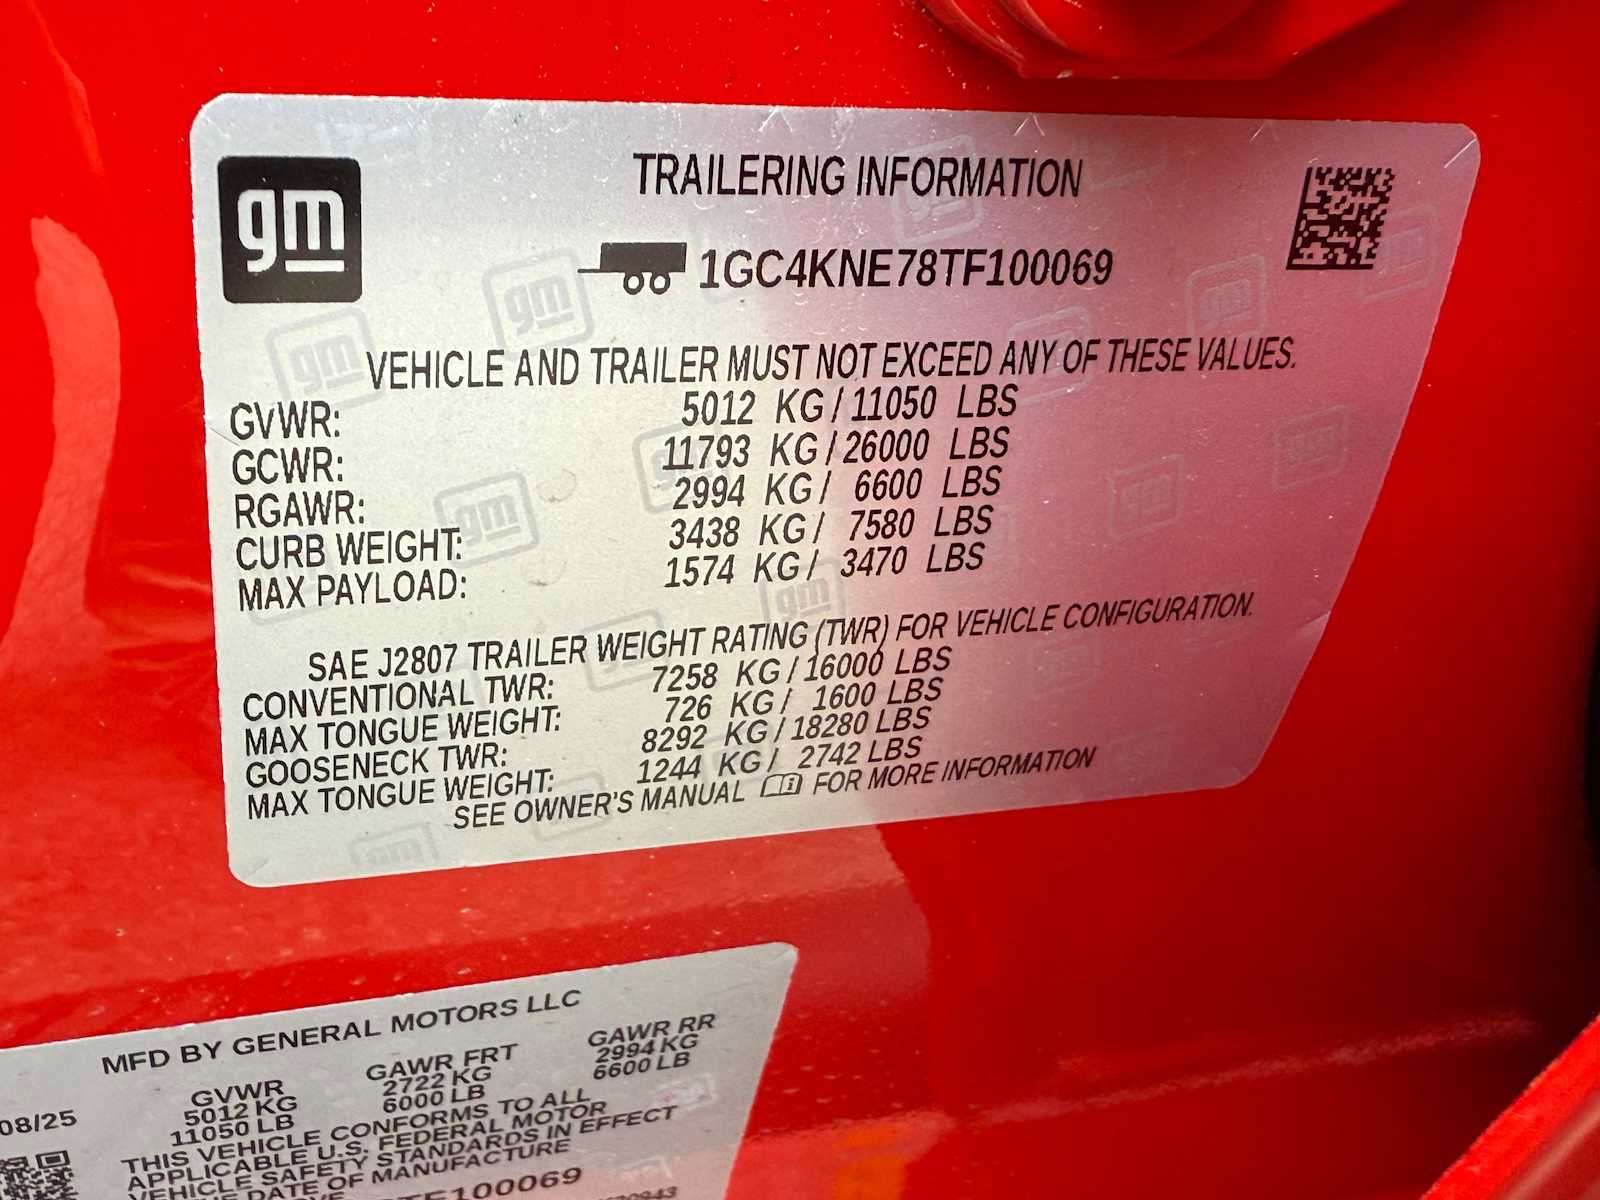 gm
TRAILERING INFORMATION
1GC4KNE78TF100069
VEHICLE AND TRAILER MUST NOT EXCEED ANY OF THESE VALUES.
GVWR: 5012 KG / 11050 LBS
GCWR: 11793 KG / 26000 LBS
RGAWR: 2994 KG / 6600 LBS
CURB WEIGHT: 3438 KG / 7580 LBS
MAX PAYLOAD: 1574 KG / 3470 LBS
SAE J2807 TRAILER WEIGHT RATING (TWR) FOR VEHICLE CONFIGURATION.
CONVENTIONAL TWR: 7258 KG / 16000 LBS
MAX TONGUE WEIGHT: 726 KG / 1600 LBS
GOOSENECK TWR: 8292 KG / 18280 LBS
MAX TONGUE WEIGHT: 1244 KG / 2742 LBS
SEE OWNER'S MANUAL FOR MORE INFORMATION
MFD BY GENERAL MOTORS LLC
GVWR GAWR FRT GAWR RR
08/25 5012 KG 2722 KG 2994 KG
11050 LB 6000 LB 6600 LB
THIS VEHICLE CONFORMS TO ALL
APPLICABLE U.S. FEDERAL MOTOR
VEHICLE SAFETY STANDARDS IN EFFECT
DATE OF MANUFACTURE
TF100069